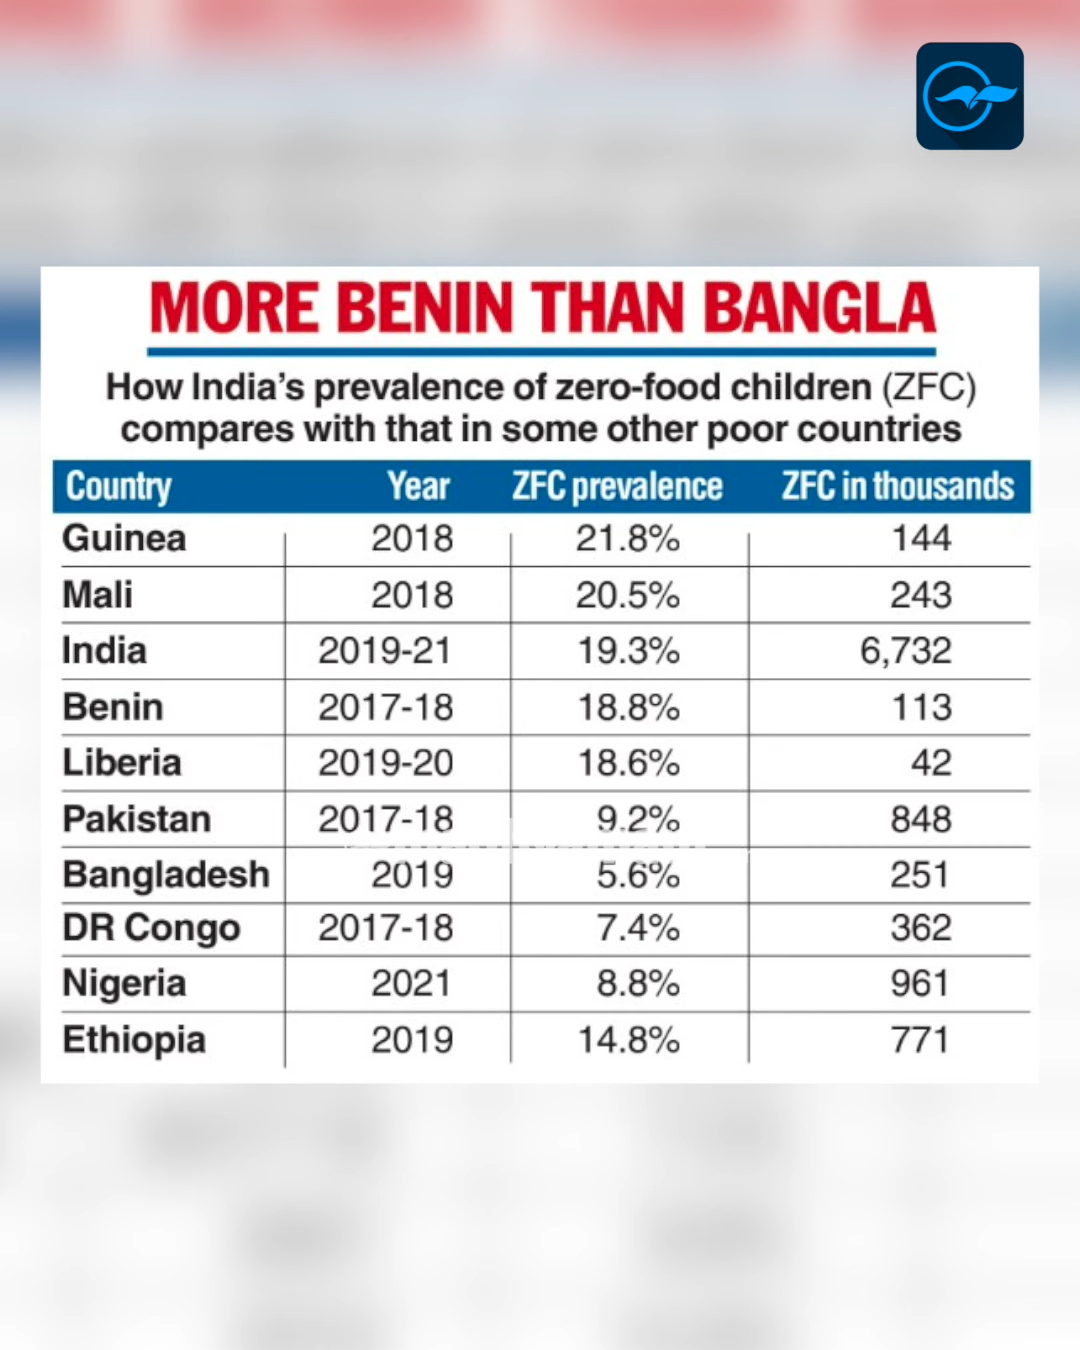 MORE BENIN THAN BANGLA
How India's prevalence of zero-food children (ZFC)
compares with that in some other poor countries
Country Year ZFC prevalence ZFC in thousands
Guinea 2018 21.8% 144
Mali 2018 20.5% 243
India 2019-21 19.3% 6,732
Benin 2017-18 18.8% 113
Liberia 2019-20 18.6% 42
Pakistan 2017-18 9.2% 848
Bangladesh 2019 5.6% 251
DR Congo 2017-18 7.4% 362
Nigeria 2021 8.8% 961
Ethiopia 2019 14.8% 771